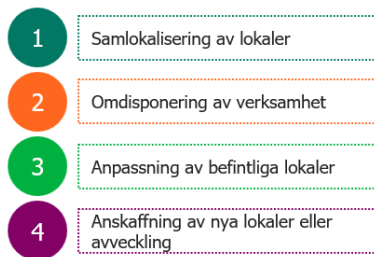 1 Samlokalisering av lokaler
2 Omdisponering av verksamhet
3 Anpassning av befintliga lokaler
4 Anskaffning av nya lokaler eller
avveckling